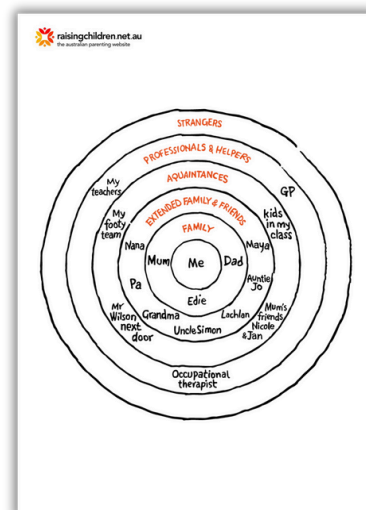 raisingchildren.net.au
the australian parenting website
STRANGERS
PROFESSIONALS & HELPERS
AQUAINTANCES
EXTENDED FAMILY & FRIENDS
FAMILY
My
teachers
GP
My
footy
team
kids
in my
class
Nana
Maya
Mum
Me
Dad
Pa
Auntie
Jo
Edie
Mr
Wilson
next
door
Grandma
Lochlan
Mum's
friends
Nicole
& Jan
Uncle Simon
Occupational
therapist